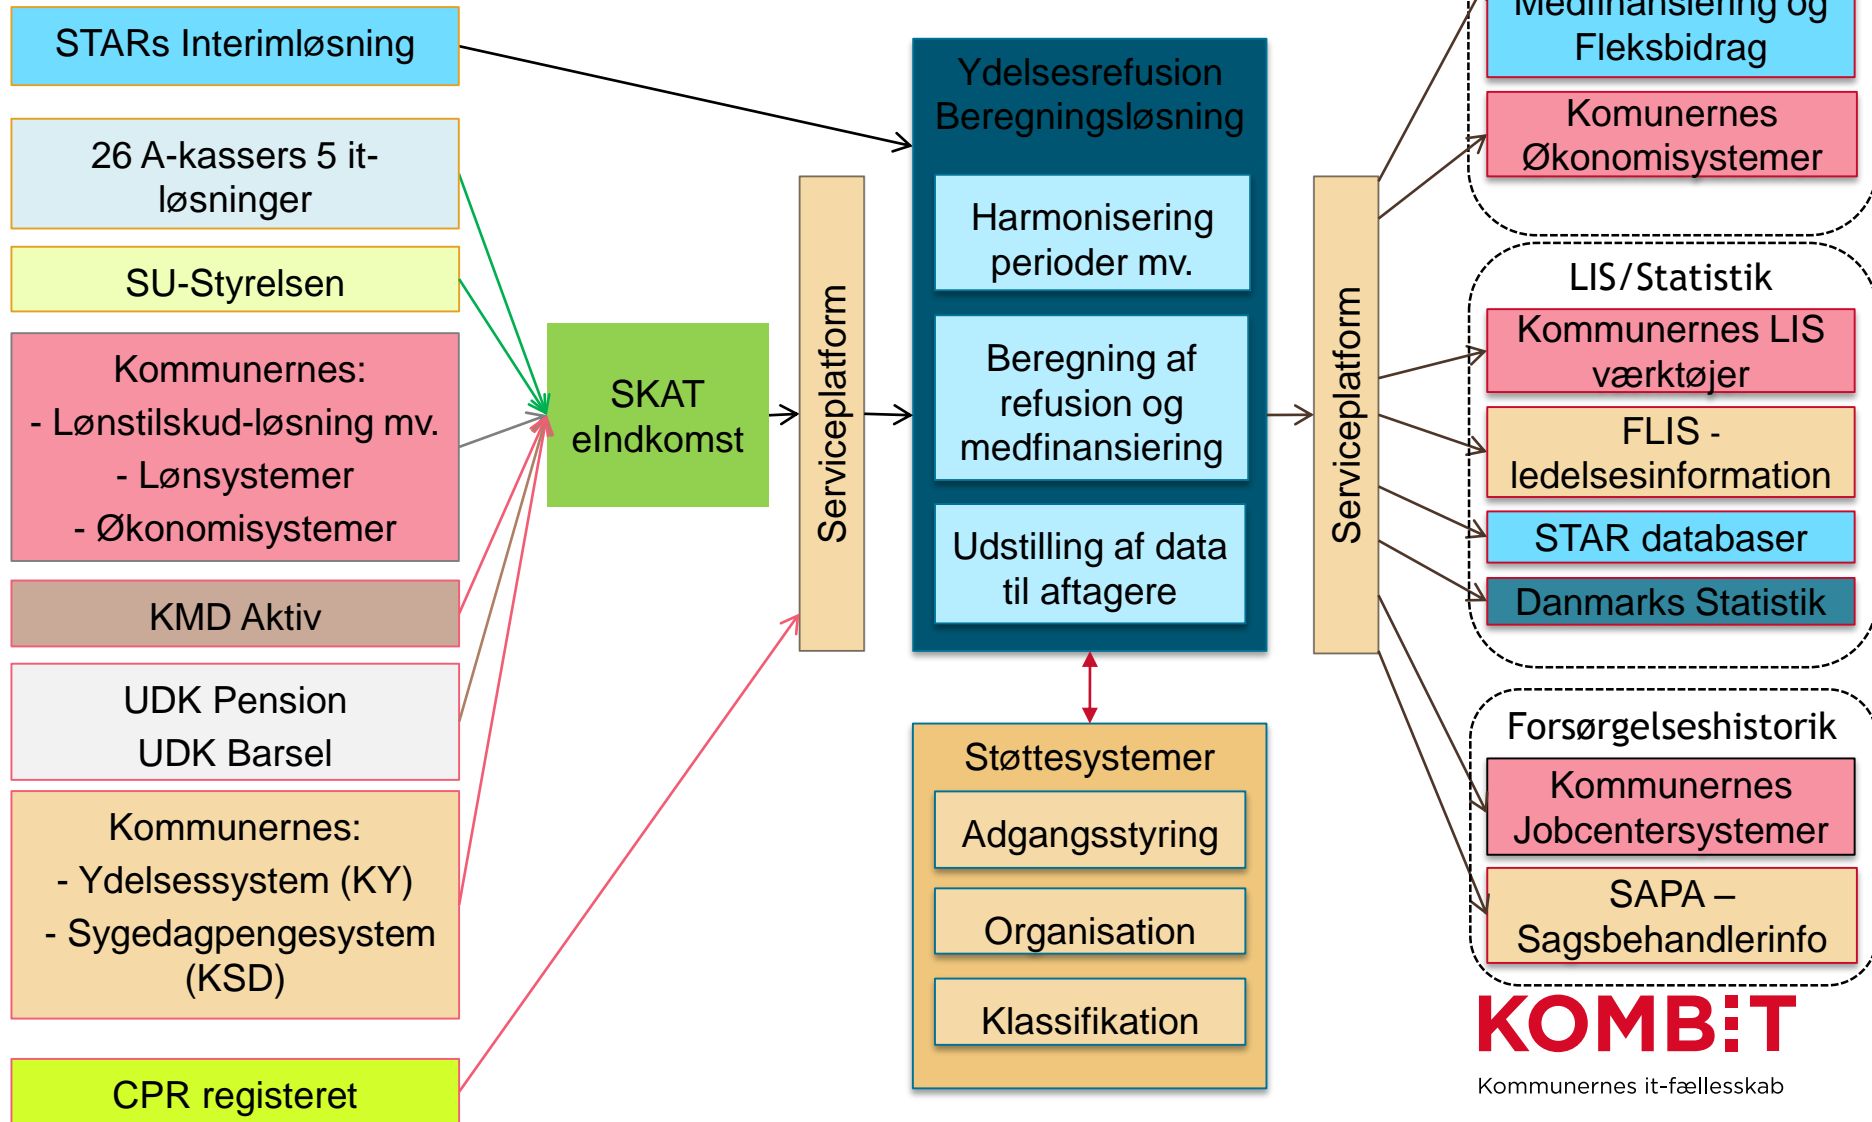 STARs Interimløsning
26 A-kassers 5 it-
løsninger
SU-Styrelsen
Kommunernes:
- Lønstilskud-løsning mv.
- Lønsystemer
- Økonomisystemer
KMD Aktiv
UDK Pension
UDK Barsel
Kommunernes:
- Ydelsessystem (KY)
- Sygedagpengesystem
(KSD)
CPR registeret
SKAT
eIndkomst
Serviceplatform
Ydelsesrefusion
Beregningsløsning
Harmonisering
perioder mv.
Beregning af
refusion og
medfinansiering
Udstilling af data
til aftagere
Støttesystemer
Adgangsstyring
Organisation
Klassifikation
Serviceplatform
Medfinansiering og
Fleksbidrag
Komunernes
Økonomisystemer
LIS/Statistik
Kommunernes LIS
værktøjer
FLIS -
ledelsesinformation
STAR databaser
Danmarks Statistik
Forsørgelseshistorik
Kommunernes
Jobcentersystemer
SAPA –
Sagsbehandlerinfo
KOMBIT
Kommunernes it-fællesskab